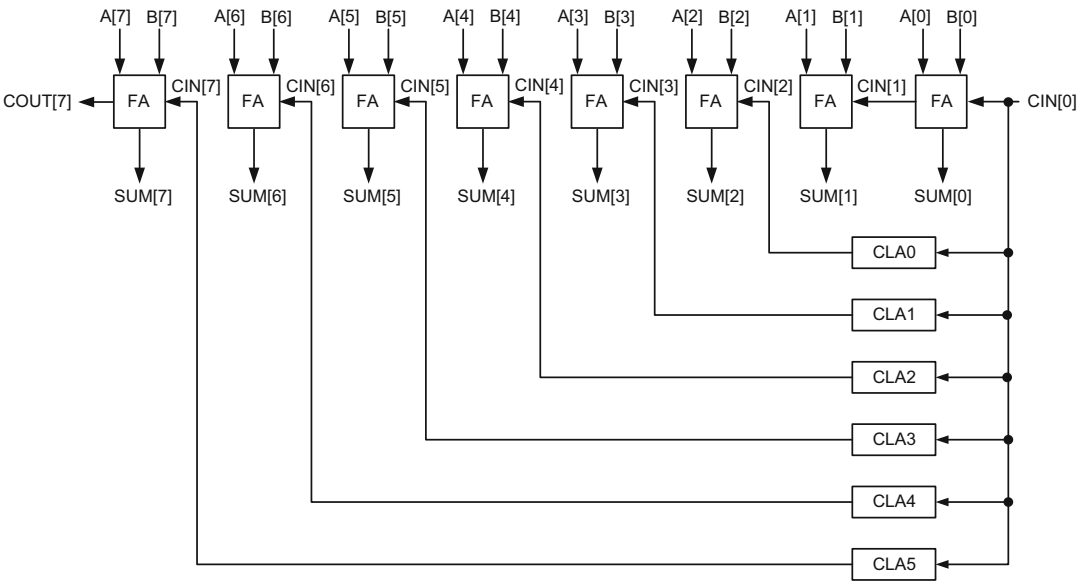 A[7] B[7] A[6] B[6] A[5] B[5] A[4] B[4] A[3] B[3] A[2] B[2] A[1] B[1] A[0] B[0]
COUT[7] FA CIN[7] FA CIN[6] FA CIN[5] FA CIN[4] FA CIN[3] FA CIN[2] FA CIN[1] FA CIN[0]
SUM[7] SUM[6] SUM[5] SUM[4] SUM[3] SUM[2] SUM[1] SUM[0]
CLA0
CLA1
CLA2
CLA3
CLA4
CLA5